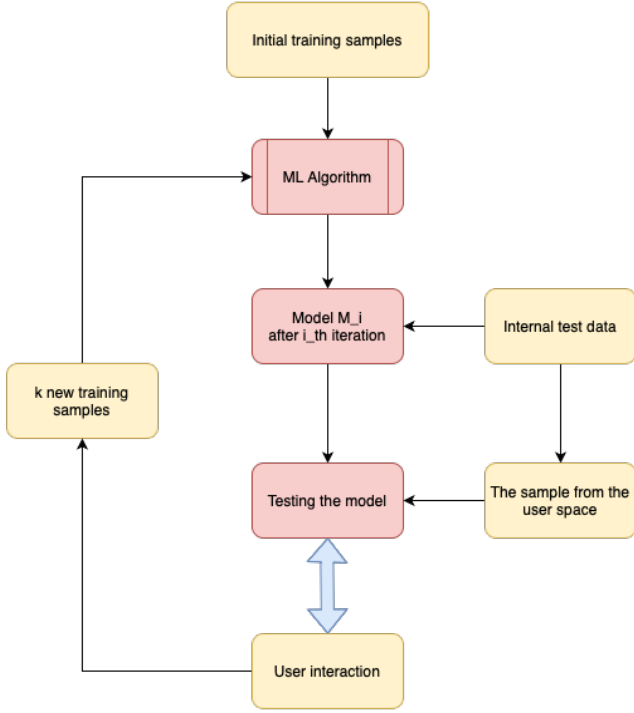 Initial training samples
ML Algorithm
Model M_i
after i_th iteration
Internal test data
k new training
samples
Testing the model
The sample from the
user space
User interaction